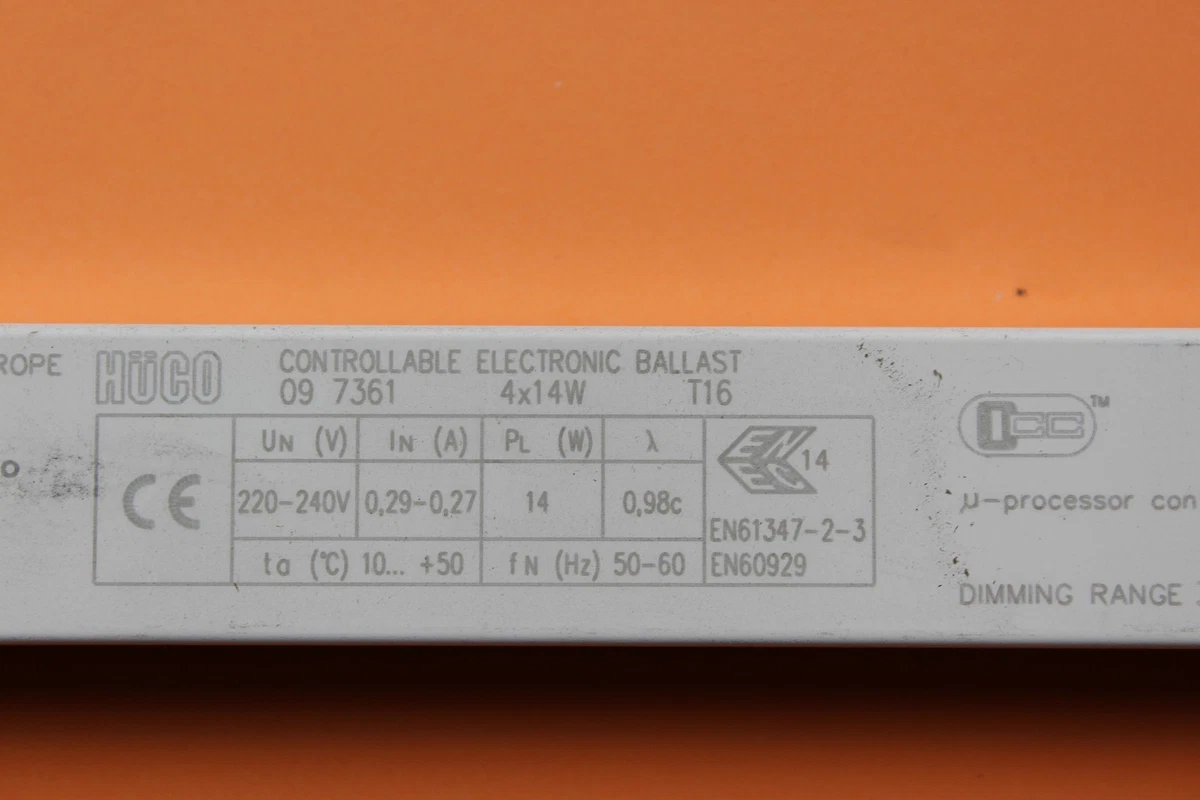 ROPE HÜCO CONTROLLABLE ELECTRONIC BALLAST
09 7361 4x14W T16
UN (V) IN (A) PL (W) λ
CE 220-240V 0,29-0,27 14 0,98c
ta (°C) 10... +50 fN (Hz) 50-60
ENEC 14
EN61347-2-3
EN60929
ICC™
µ-processor con
DIMMING RANGE